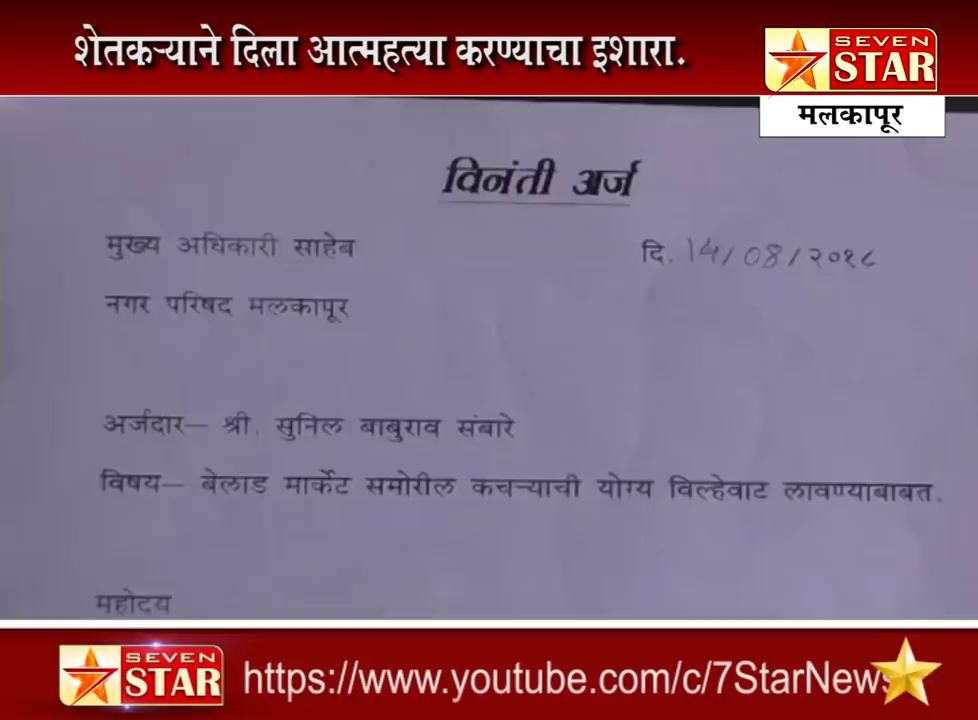 शेतकऱ्याने दिला आत्महत्या करण्याचा इशारा.
SEVEN
STAR
मलकापूर
विनंती अर्ज
मुख्य अधिकारी साहेब
दि. 14/08/२०१८
नगर परिषद मलकापूर
अर्जदार– श्री. सुनिल बाबुराव संबारे
विषय– बेलाड मार्केट समोरील कचऱ्याची योग्य विल्हेवाट लावण्याबाबत.
महोदय
SEVEN
STAR
https://www.youtube.com/c/7StarNews